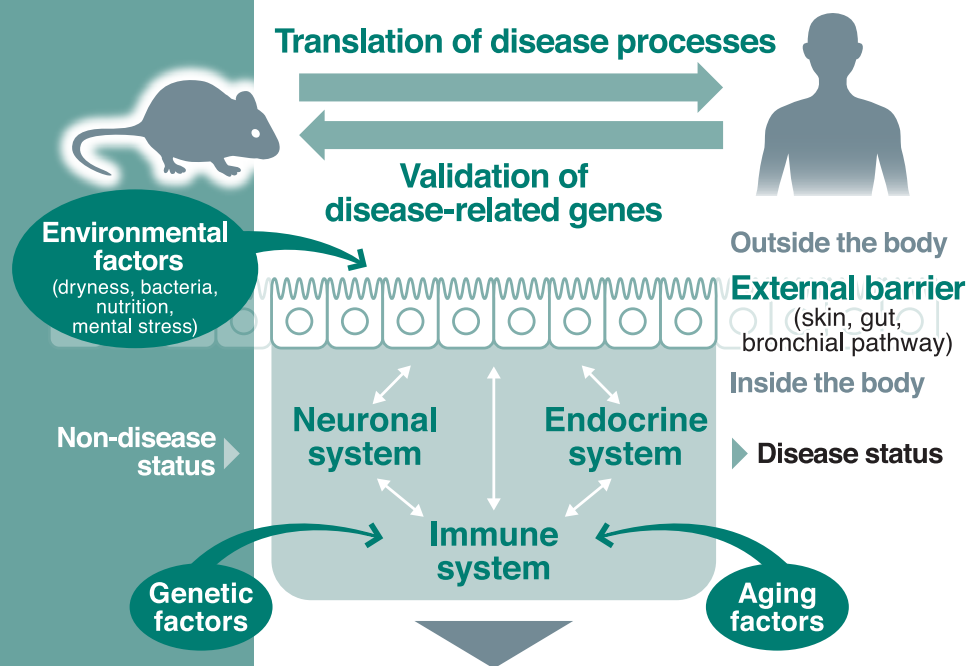 Translation of disease processes
Validation of
disease-related genes
Environmental
factors
(dryness, bacteria,
nutrition,
mental stress)
Outside the body
External barrier
(skin, gut,
bronchial pathway)
Inside the body
Neuronal
system
Endocrine
system
Non-disease
status
Disease status
Immune
system
Genetic
factors
Aging
factors